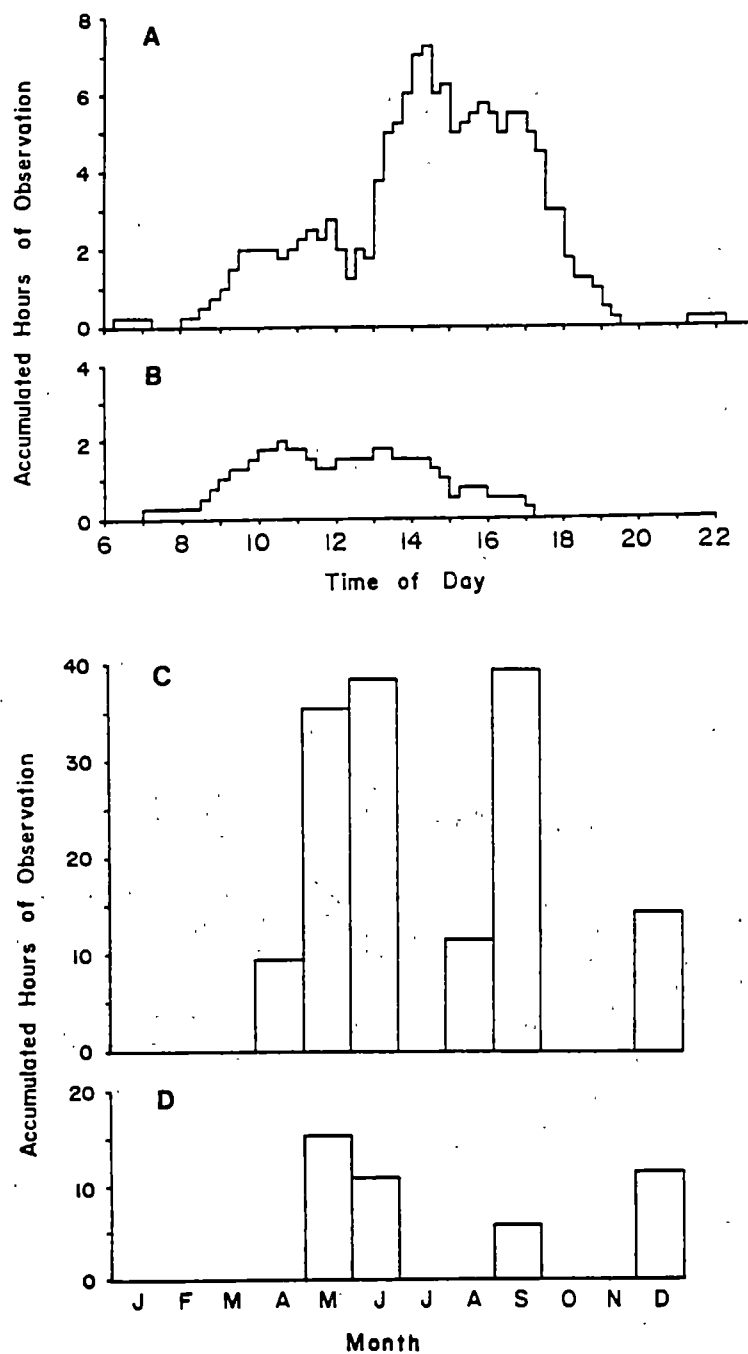 A
8
6
4
2
0
Accumulated Hours of Observation
B
4
2
0
6 8 10 12 14 16 18 20 22
Time of Day
C
40
30
20
10
0
Accumulated Hours of Observation
D
20
10
0
J F M A M J J A S O N D
Month